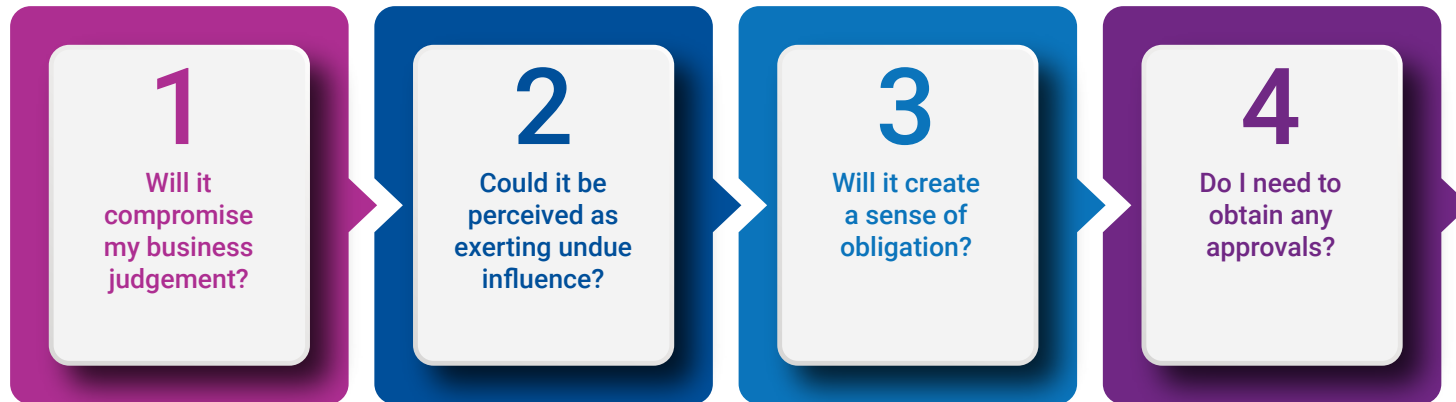 1
Will it
compromise
my business
judgement?
2
Could it be
perceived as
exerting undue
influence?
3
Will it create
a sense of
obligation?
4
Do I need to
obtain any
approvals?